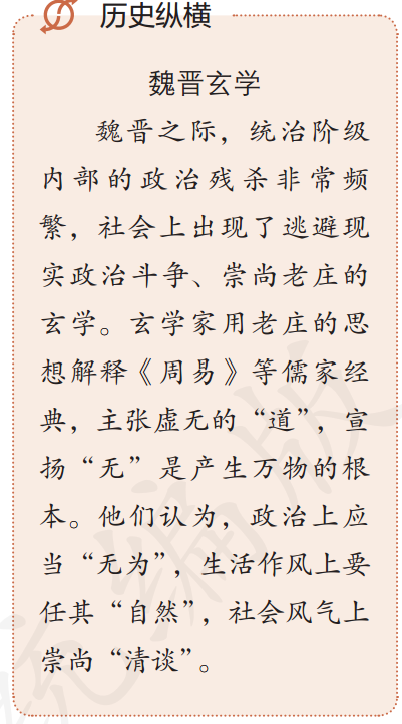 历史纵横
魏晋玄学
魏晋之际，统治阶级
内部的政治残杀非常频
繁，社会上出现了逃避现
实政治斗争、崇尚老庄的
玄学。玄学家用老庄的思
想解释《周易》等儒家经
典，主张虚无的“道”，宣
扬“无”是产生万物的根
本。他们认为，政治上应
当“无为”，生活作风上要
任其“自然”，社会风气上
崇尚“清谈”。
统编版